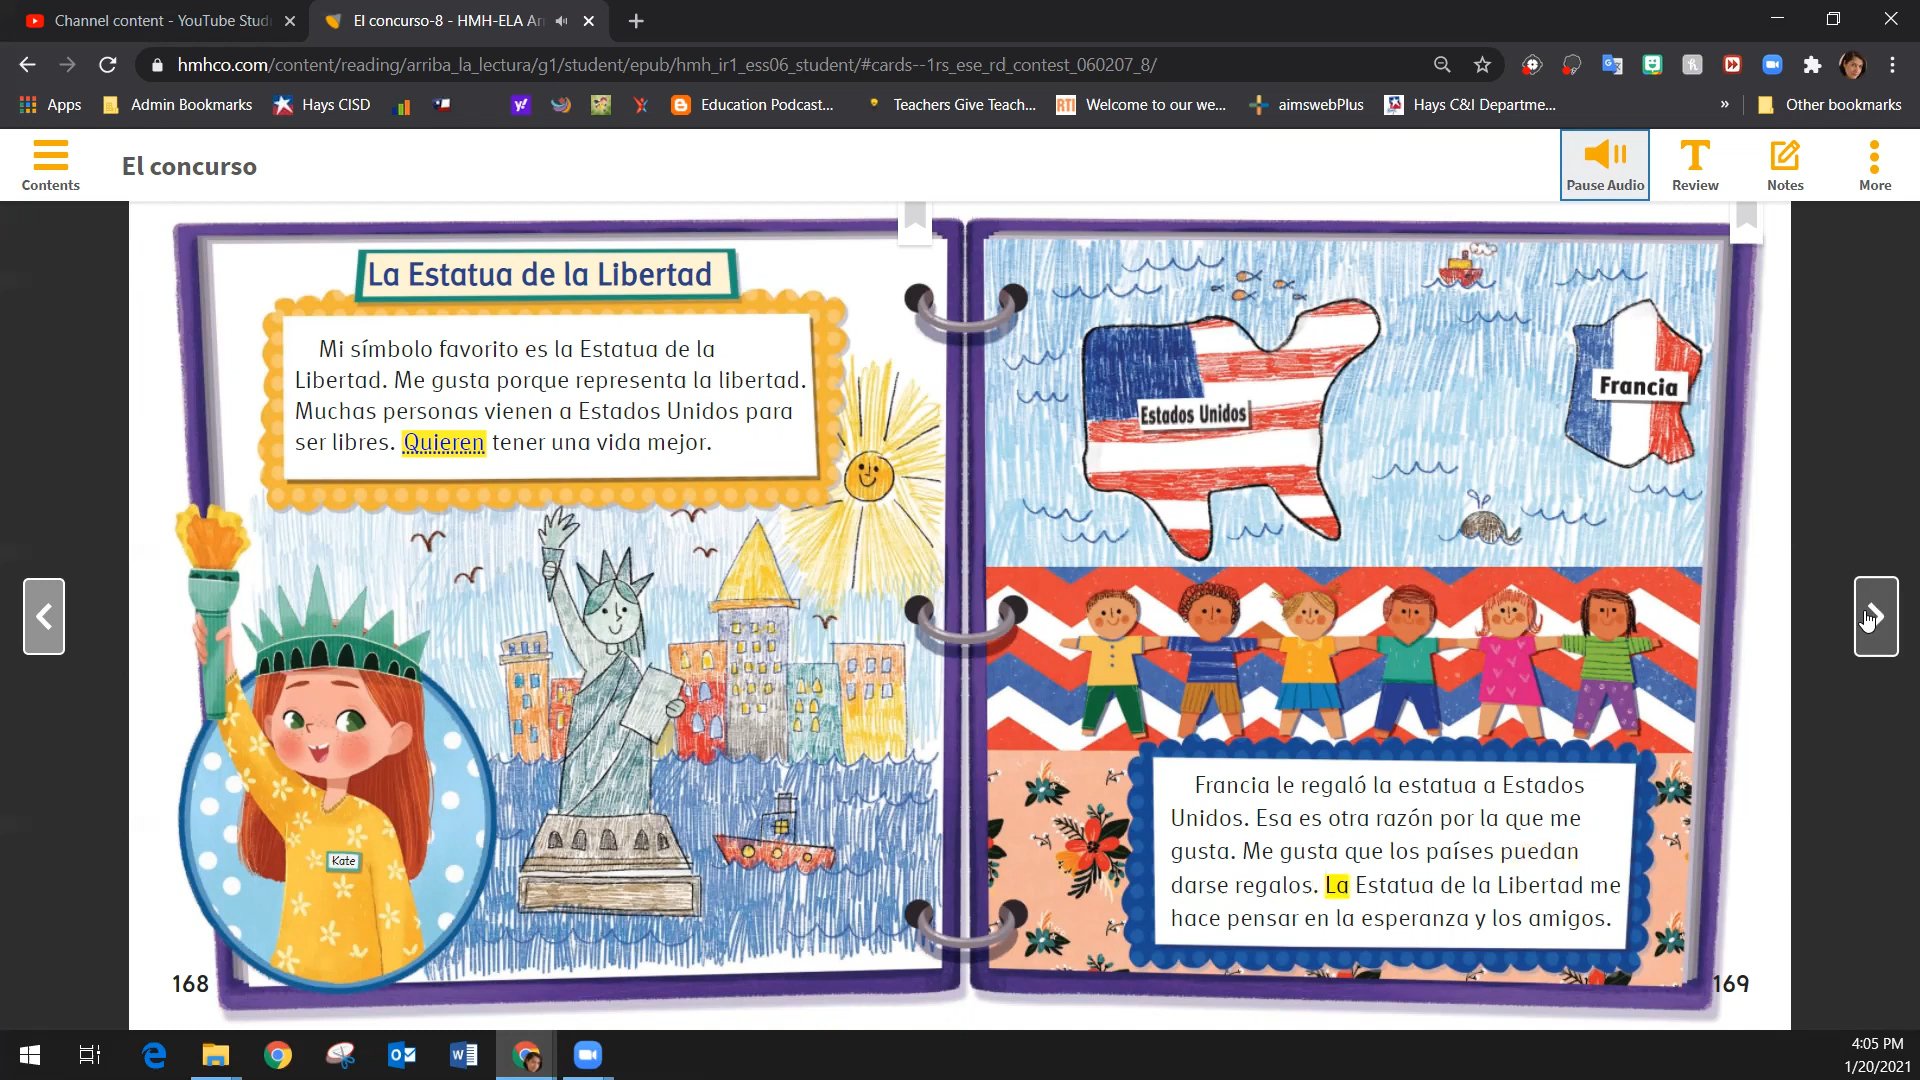 Channel content - YouTube Stud
El concurso-8 - HMH-ELA Arr
hmhco.com/content/reading/arriba_la_lectura/g1/student/epub/hmh_ir1_ess06_student/#cards--1rs_ese_rd_contest_060207_8/
Apps
Admin Bookmarks
Hays CISD
Education Podcast...
Teachers Give Teach...
RTI
Welcome to our we...
aimswebPlus
Hays C&I Departme...
»
Other bookmarks
Contents
El concurso
Pause Audio
Review
Notes
More
La Estatua de la Libertad
Mi símbolo favorito es la Estatua de la
Libertad. Me gusta porque representa la libertad.
Muchas personas vienen a Estados Unidos para
ser libres. Quieren tener una vida mejor.
Kate
168
Estados Unidos
Francia
Francia le regaló la estatua a Estados
Unidos. Esa es otra razón por la que me
gusta. Me gusta que los países puedan
darse regalos. La Estatua de la Libertad me
hace pensar en la esperanza y los amigos.
169
4:05 PM
1/20/2021